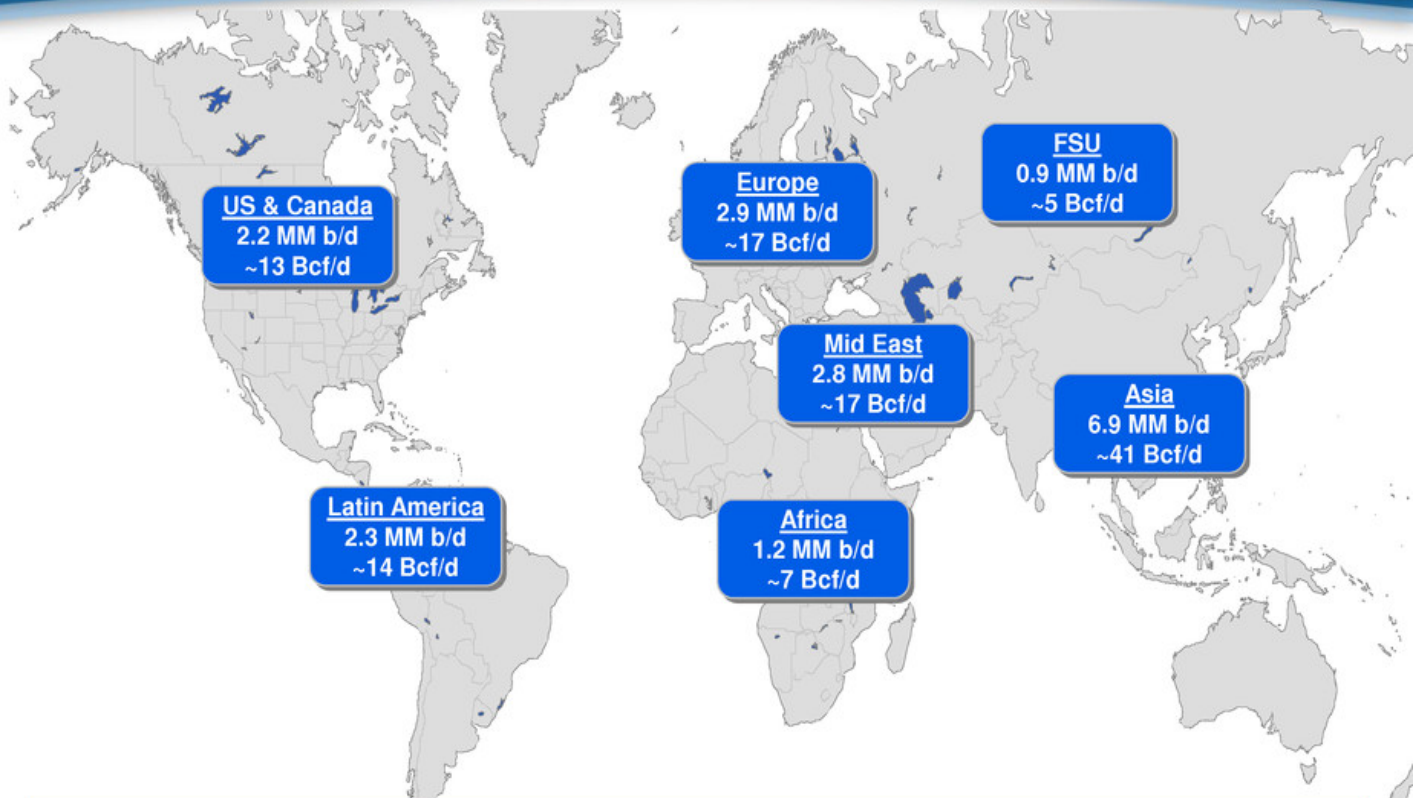 US & Canada
2.2 MM b/d
~13 Bcf/d
Europe
2.9 MM b/d
~17 Bcf/d
FSU
0.9 MM b/d
~5 Bcf/d
Mid East
2.8 MM b/d
~17 Bcf/d
Asia
6.9 MM b/d
~41 Bcf/d
Latin America
2.3 MM b/d
~14 Bcf/d
Africa
1.2 MM b/d
~7 Bcf/d